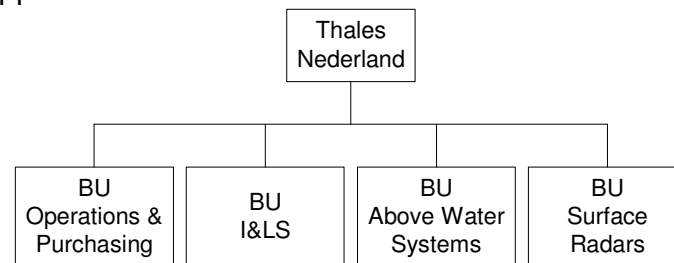 Thales
Nederland
BU
Operations &
Purchasing
BU
I&LS
BU
Above Water
Systems
BU
Surface
Radars